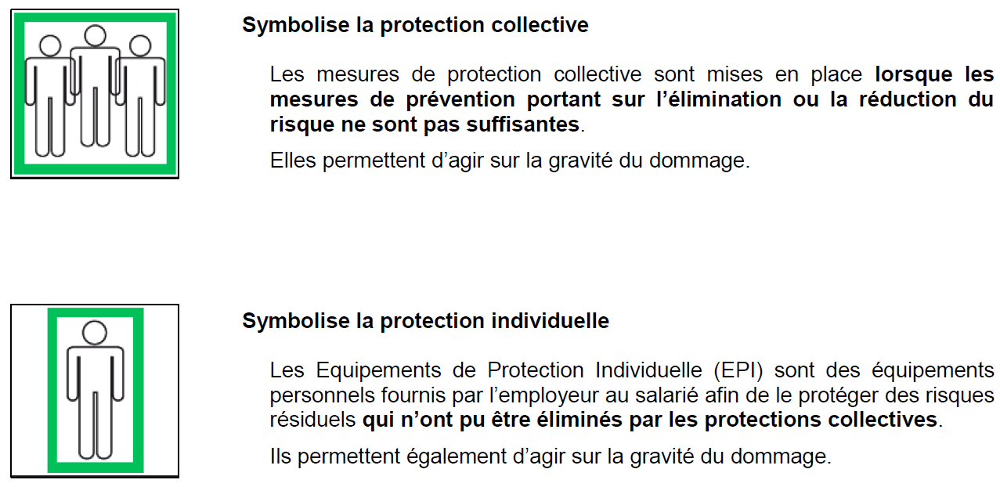 Symbolise la protection collective
Les mesures de protection collective sont mises en place lorsque les
mesures de prévention portant sur l’élimination ou la réduction du
risque ne sont pas suffisantes.
Elles permettent d’agir sur la gravité du dommage.
Symbolise la protection individuelle
Les Equipements de Protection Individuelle (EPI) sont des équipements
personnels fournis par l’employeur au salarié afin de le protéger des risques
résiduels qui n’ont pu être éliminés par les protections collectives.
Ils permettent également d’agir sur la gravité du dommage.